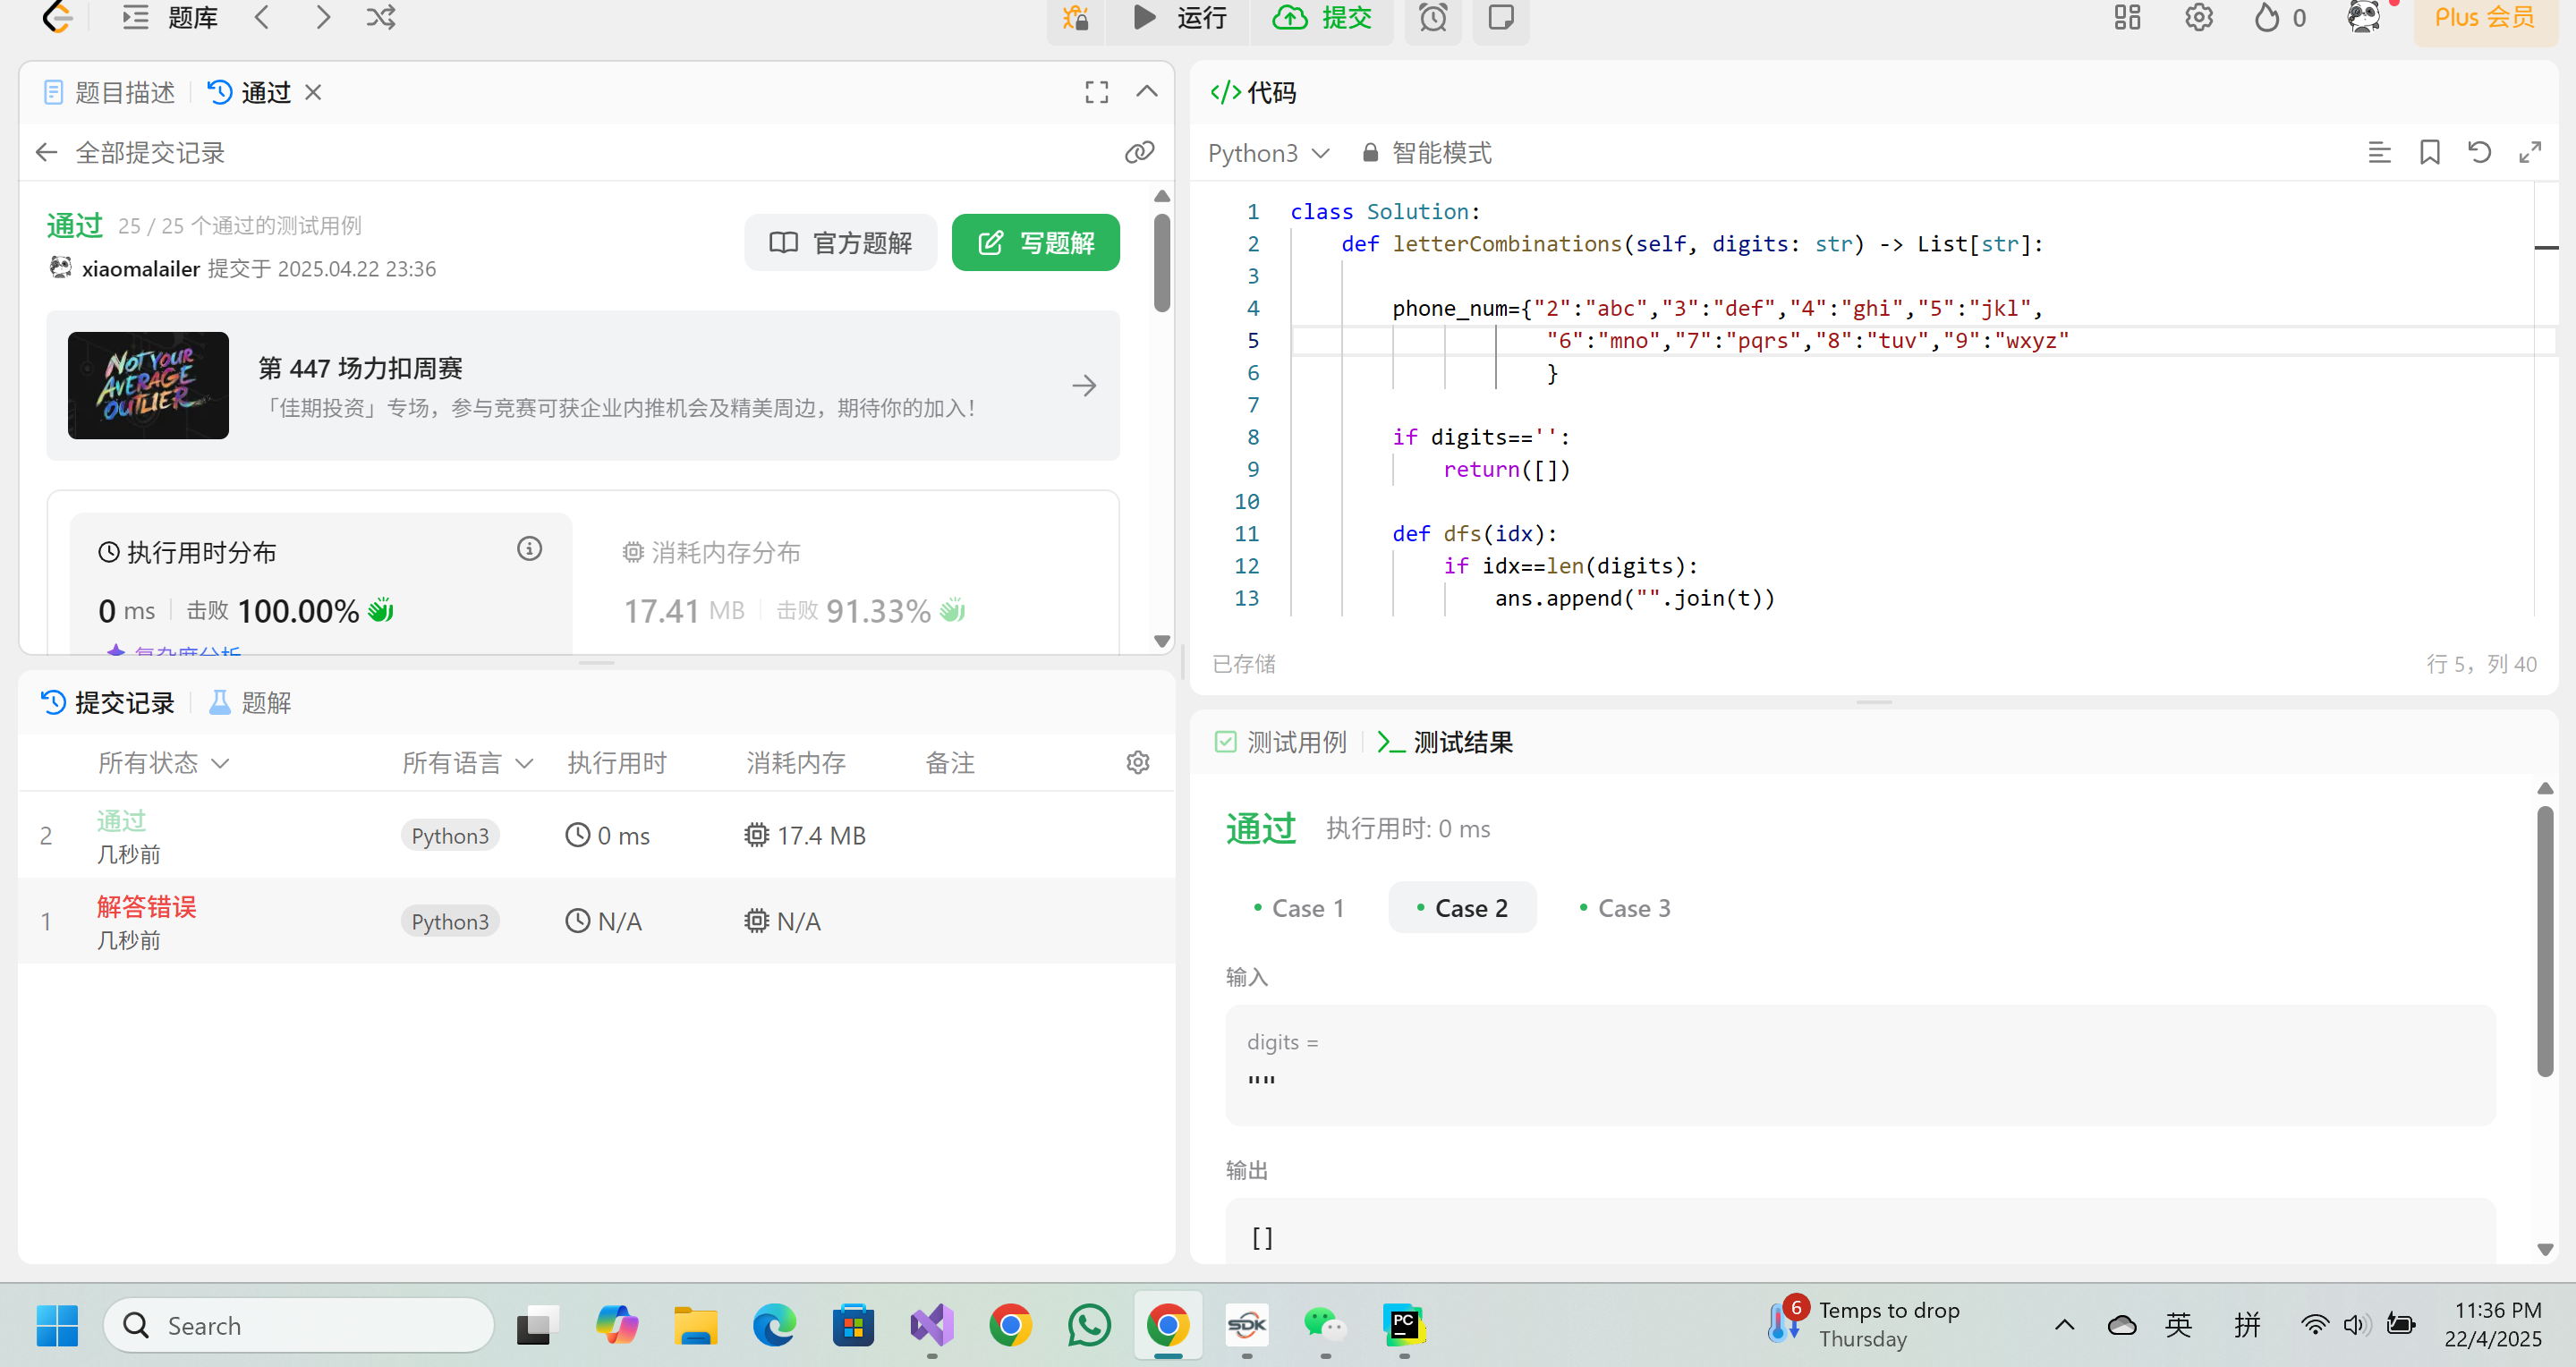 题库
运行
提交
0
Plus 会员
题目描述
通过
全部提交记录
通过 25 / 25 个通过的测试用例
xiaomalailer 提交于 2025.04.22 23:36
官方题解
写题解
NOT YOUR
AVERAGE
OUTLIER
第 447 场力扣周赛
「佳期投资」专场，参与竞赛可获企业内推机会及精美周边，期待你的加入！
执行用时分布
0 ms 击败 100.00%
复杂度分析
消耗内存分布
17.41 MB 击败 91.33%
提交记录
题解
所有状态 所有语言 执行用时 消耗内存 备注
2 通过 Python3 0 ms 17.4 MB
几秒前
1 解答错误 Python3 N/A N/A
几秒前
</> 代码
Python3 智能模式
1 class Solution:
2 def letterCombinations(self, digits: str) -> List[str]:
3
4 phone_num={"2":"abc","3":"def","4":"ghi","5":"jkl",
5 "6":"mno","7":"pqrs","8":"tuv","9":"wxyz"
6 }
7
8 if digits=='':
9 return([])
10
11 def dfs(idx):
12 if idx==len(digits):
13 ans.append("".join(t))
已存储 行 5，列 40
测试用例 测试结果
通过 执行用时: 0 ms
Case 1 Case 2 Case 3
输入
digits =
""
输出
[]
Search
SDK
PC
6
Temps to drop
Thursday
英
拼
11:36 PM
22/4/2025